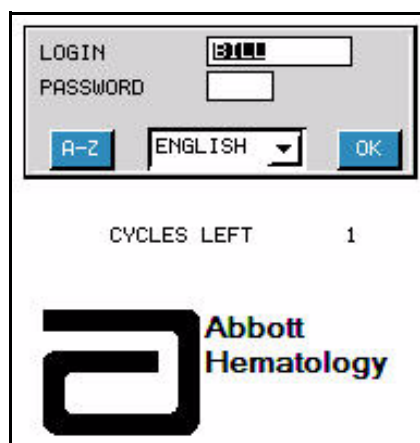 LOGIN BILL
PASSWORD
A-Z ENGLISH OK
CYCLES LEFT 1
Abbott
Hematology